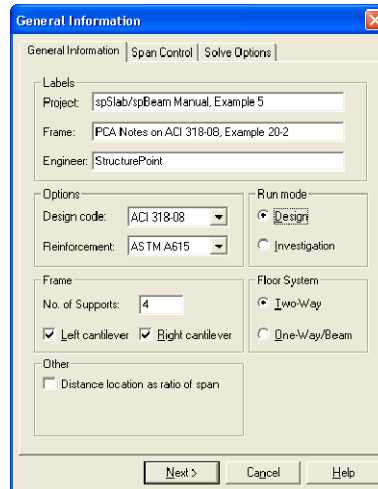 General Information
General Information Span Control Solve Options
Labels
Project: spSlab/spBeam Manual, Example 5
Frame: PCA Notes on ACI 318-08, Example 20-2
Engineer: StructurePoint
Options
Design code: ACI 318-08
Reinforcement: ASTM A615
Run mode
Design
Investigation
Frame
No. of Supports: 4
Left cantilever Right cantilever
Floor System
Two-Way
One-Way/Beam
Other
Distance location as ratio of span
Next > Cancel Help